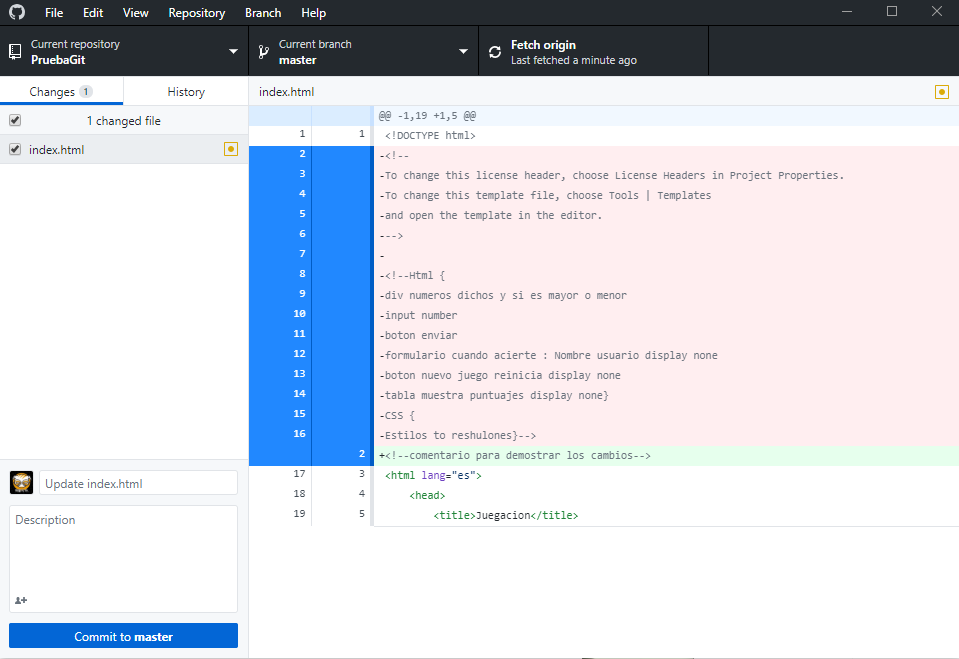 File Edit View Repository Branch Help
Current repository
PruebaGit
Current branch
master
Fetch origin
Last fetched a minute ago
Changes 1
History
index.html
1 changed file
index.html
@@ -1,19 +1,5 @@
1 1 <!DOCTYPE html>
2 -<!--
3 -To change this license header, choose License Headers in Project Properties.
4 -To change this template file, choose Tools | Templates
5 -and open the template in the editor.
6 --->
7 -
8 -<!--Html {
9 -div numeros dichos y si es mayor o menor
10 -input number
11 -boton enviar
12 -formulario cuando acierte : Nombre usuario display none
13 -boton nuevo juego reinicia display none
14 -tabla muestra puntuajes display none}
15 -CSS {
16 -Estilos to reshulones}-->
2 +<!--comentario para demostrar los cambios-->
17 3 <html lang="es">
18 4 <head>
19 5 <title>Juegacion</title>
Update index.html
Description
Commit to master